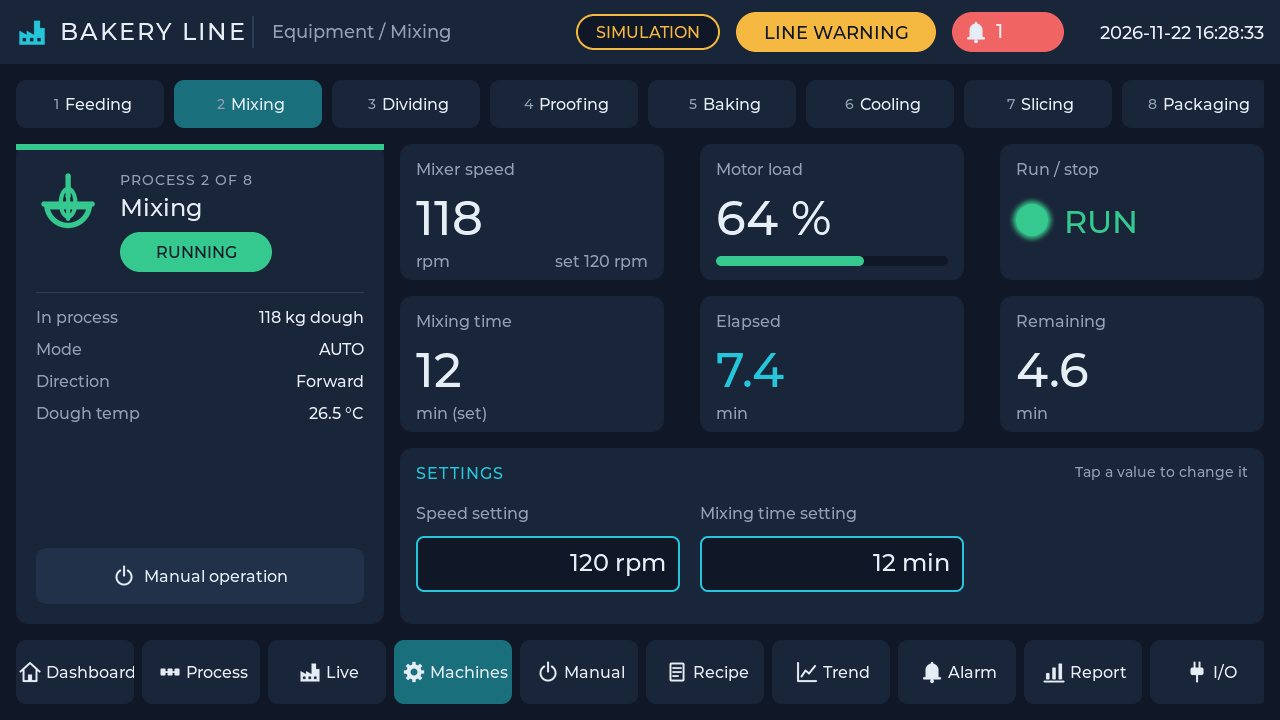 BAKERY LINE
Equipment / Mixing
SIMULATION
LINE WARNING
1
2026-11-22 16:28:33
1 Feeding
2 Mixing
3 Dividing
4 Proofing
5 Baking
6 Cooling
7 Slicing
8 Packaging
PROCESS 2 OF 8
Mixing
RUNNING
In process 118 kg dough
Mode AUTO
Direction Forward
Dough temp 26.5 °C
Manual operation
Mixer speed
118
rpm set 120 rpm
Motor load
64 %
Run / stop
RUN
Mixing time
12
min (set)
Elapsed
7.4
min
Remaining
4.6
min
SETTINGS
Tap a value to change it
Speed setting
120 rpm
Mixing time setting
12 min
Dashboard
Process
Live
Machines
Manual
Recipe
Trend
Alarm
Report
I/O